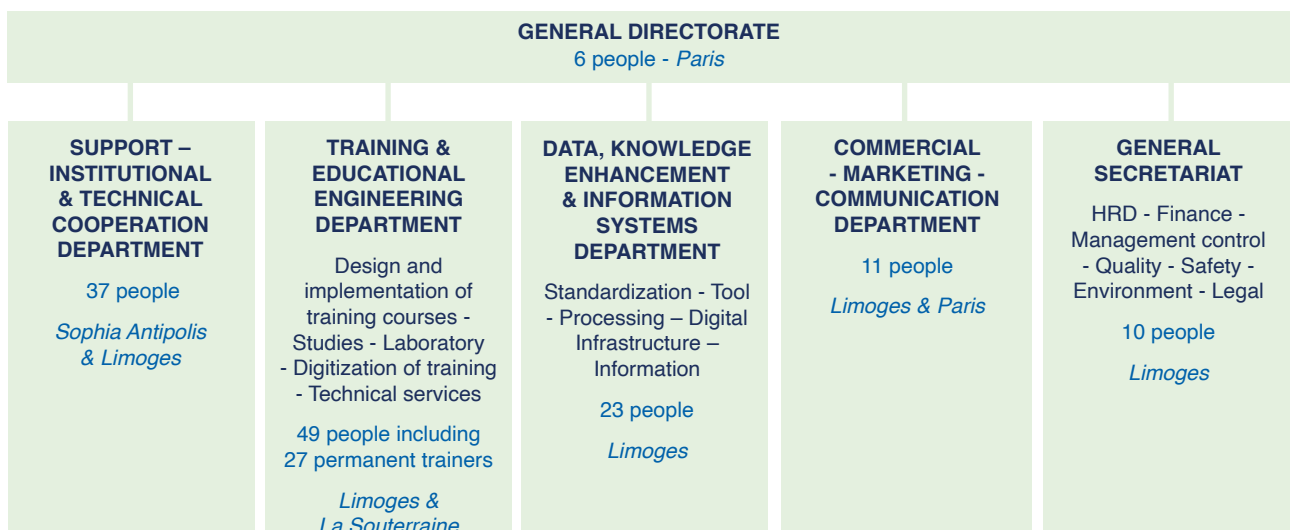 GENERAL DIRECTORATE
6 people - Paris
SUPPORT –
INSTITUTIONAL
& TECHNICAL
COOPERATION
DEPARTMENT
37 people
Sophia Antipolis
& Limoges
TRAINING &
EDUCATIONAL
ENGINEERING
DEPARTMENT
Design and
implementation of
training courses -
Studies - Laboratory
- Digitization of training
- Technical services
49 people including
27 permanent trainers
Limoges &
La Souterraine
DATA, KNOWLEDGE
ENHANCEMENT
& INFORMATION
SYSTEMS
DEPARTMENT
Standardization - Tool
- Processing – Digital
Infrastructure –
Information
23 people
Limoges
COMMERCIAL
- MARKETING -
COMMUNICATION
DEPARTMENT
11 people
Limoges & Paris
GENERAL
SECRETARIAT
HRD - Finance -
Management control
- Quality - Safety -
Environment - Legal
10 people
Limoges